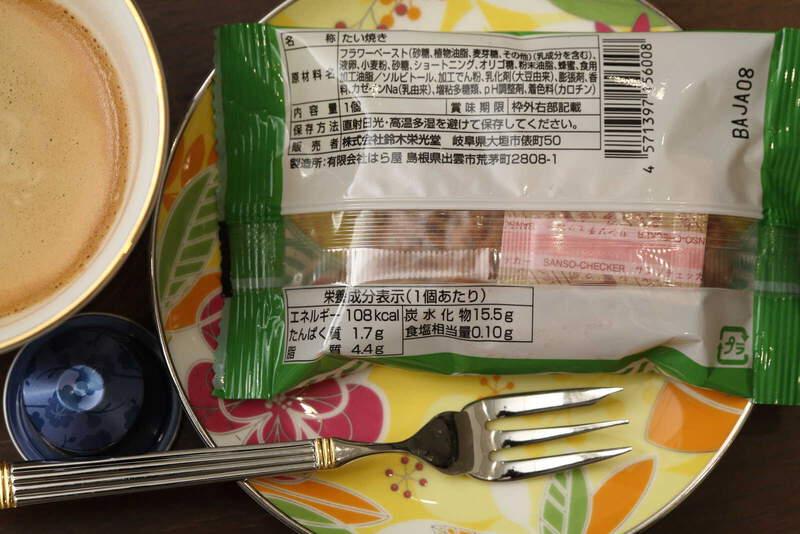 名 称 たい焼き
原材料名 フラワーペースト(砂糖、植物油脂、麦芽糖、その他)(乳成分を含む)、
液卵、小麦粉、砂糖、ショートニング、オリゴ糖、粉末油脂、蜂蜜、食用
加工油脂/ソルビトール、加工でん粉、乳化剤(大豆由来)、膨張剤、香
料、カゼインNa(乳由来)、増粘多糖類、pH調整剤、着色料(カロチン)
内 容 量 1個 賞味期限 枠外右部記載
保存方法 直射日光・高温多湿を避けて保存してください。
販 売 者 株式会社鈴木栄光堂 岐阜県大垣市俵町50
製造所:有限会社はら屋 島根県出雲市荒茅町2808-1
4 571397 156008
BAJA08
SANSO-CHECKER
栄養成分表示(1個あたり)
エネルギー 108kcal 炭水化物 15.5g
たんぱく質 1.7g 食塩相当量 0.10g
脂 質 4.4g
プラ